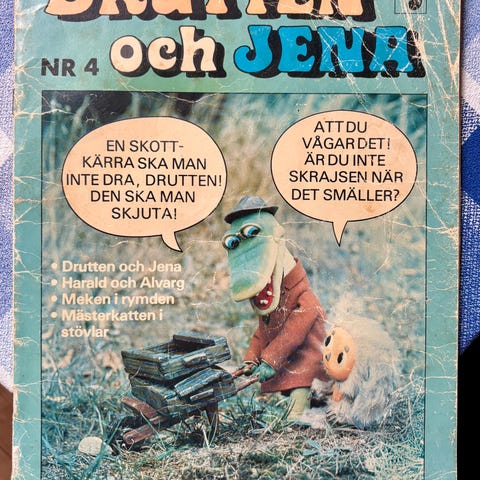 DRUTTEN
och JENA
NR 4
EN SKOTT-
KÄRRA SKA MAN
INTE DRA, DRUTTEN!
DEN SKA MAN
SKJUTA!
ATT DU
VÅGAR DET!
ÄR DU INTE
SKRAJSEN NÄR
DET SMÄLLER?
• Drutten och Jena
• Harald och Alvarg
• Meken i rymden
• Mästerkatten i
stövlar